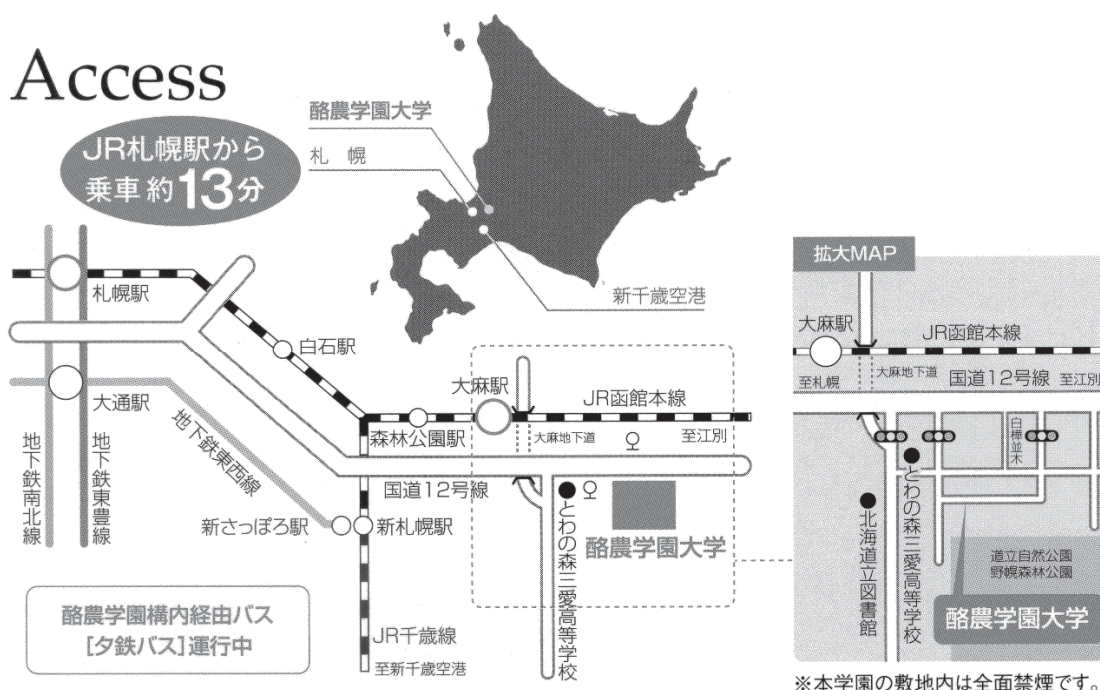 Access
JR札幌駅から
乗車約13分
酪農学園大学
札幌
新千歳空港
札幌駅
白石駅
大通駅
地下鉄南北線
地下鉄東豊線
地下鉄東西線
大麻駅
JR函館本線
森林公園駅
大麻地下道
至江別
国道12号線
新さっぽろ駅
新札幌駅
とわの森三愛高等学校
酪農学園大学
JR千歳線
至新千歳空港
酪農学園構内経由バス
[夕鉄バス]運行中
拡大MAP
大麻駅
JR函館本線
至札幌
大麻地下道
国道12号線
至江別
白樺並木
とわの森三愛高等学校
北海道立図書館
道立自然公園
野幌森林公園
酪農学園大学
※本学園の敷地内は全面禁煙です。